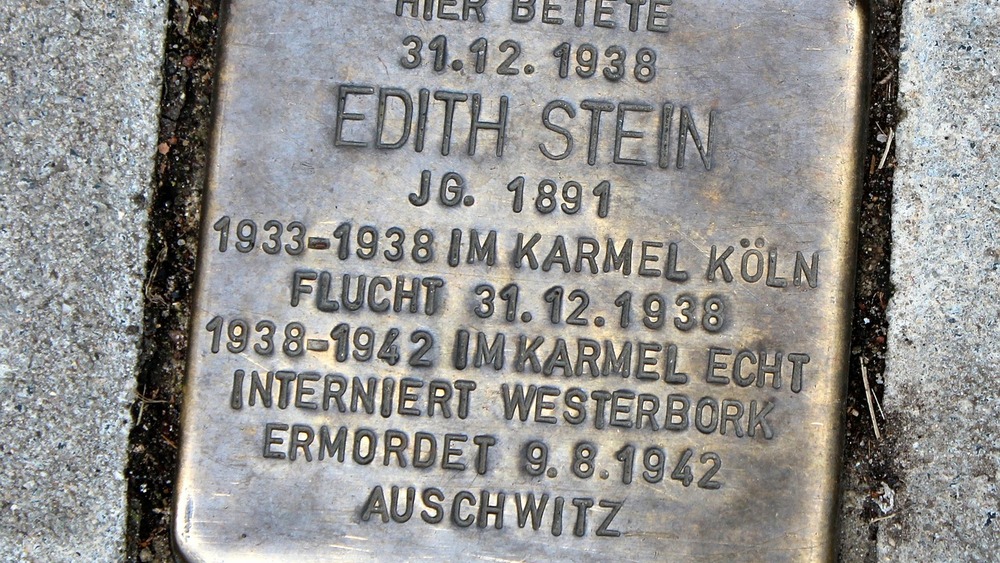 HIER BETETE
31.12. 1938
EDITH STEIN
JG. 1891
1933-1938 IM KARMEL KÖLN
FLUCHT 31.12.1938
1938-1942 IM KARMEL ECHT
INTERNIERT WESTERBORK
ERMORDET 9.8.1942
AUSCHWITZ